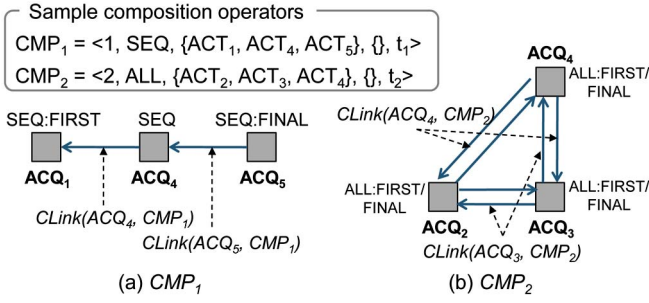 Sample composition operators
CMP₁ = <1, SEQ, {ACT₁, ACT₄, ACT₅}, {}, t₁>
CMP₂ = <2, ALL, {ACT₂, ACT₃, ACT₄}, {}, t₂>
SEQ:FIRST
SEQ
SEQ:FINAL
ACQ₁
ACQ₄
ACQ₅
CLink(ACQ₄, CMP₁)
CLink(ACQ₅, CMP₁)
(a) CMP₁
ACQ₄
ALL:FIRST/
FINAL
CLink(ACQ₄, CMP₂)
ALL:FIRST/
FINAL
ALL:FIRST/
FINAL
ACQ₂
ACQ₃
CLink(ACQ₃, CMP₂)
(b) CMP₂